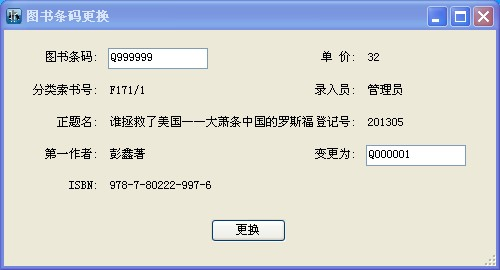 图书条码更换
图书条码: Q999999 单 价: 32
分类索书号: F171/1 录入员: 管理员
正题名: 谁拯救了美国——大萧条中国的罗斯福 登记号: 201305
第一作者: 彭鑫著 变更为: Q000001
ISBN: 978-7-80222-997-6
更换